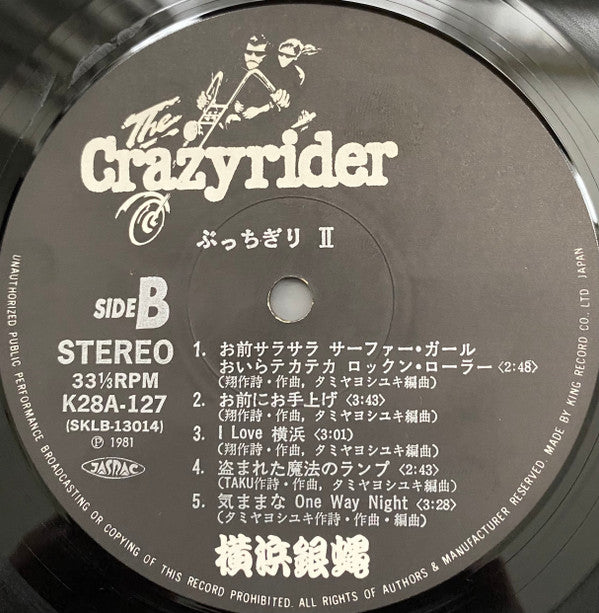 The
Crazyrider
ぶっちぎり Ⅱ
SIDE B
STEREO
33⅓RPM
K28A-127
(SKLB-13014)
Ⓟ 1981
JASRAC
1. お前サラサラ サーファー・ガール
おいらテカテカ ロックン・ローラー〈2:48〉
(翔作詩・作曲, タミヤヨシユキ編曲)
2. お前にお手上げ〈3:43〉
(翔作詩・作曲, タミヤヨシユキ編曲)
3. I Love 横浜〈3:01〉
(翔作詩・作曲, タミヤヨシユキ編曲)
4. 盗まれた魔法のランプ〈2:43〉
(TAKU作詩・作曲, タミヤヨシユキ編曲)
5. 気ままな One Way Night〈3:28〉
(タミヤヨシユキ作詩・作曲・編曲)
横浜銀蝿
UNAUTHORIZED PUBLIC PERFORMANCE BROADCASTING OR COPYING OF THIS RECORD PROHIBITED. ALL RIGHTS OF AUTHORS & MANUFACTURER RESERVED. MADE BY KING RECORD CO., LTD JAPAN